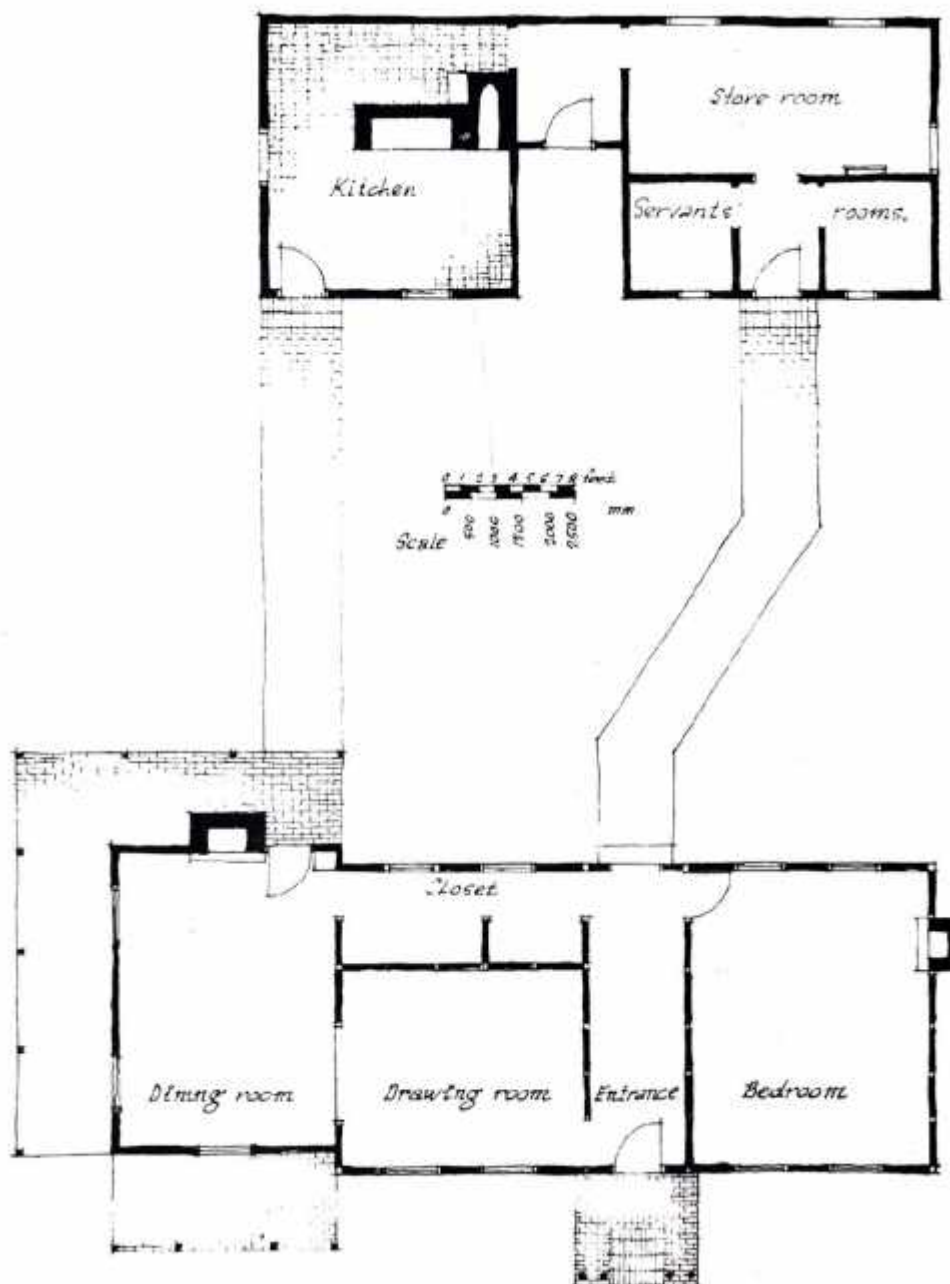 Store room
Kitchen
Servants rooms.
0 1 2 3 4 5 6 7 8 feet
0 500 1000 1500 2000 2500 mm
Scale
Closet
Dining room
Drawing room
Entrance
Bedroom